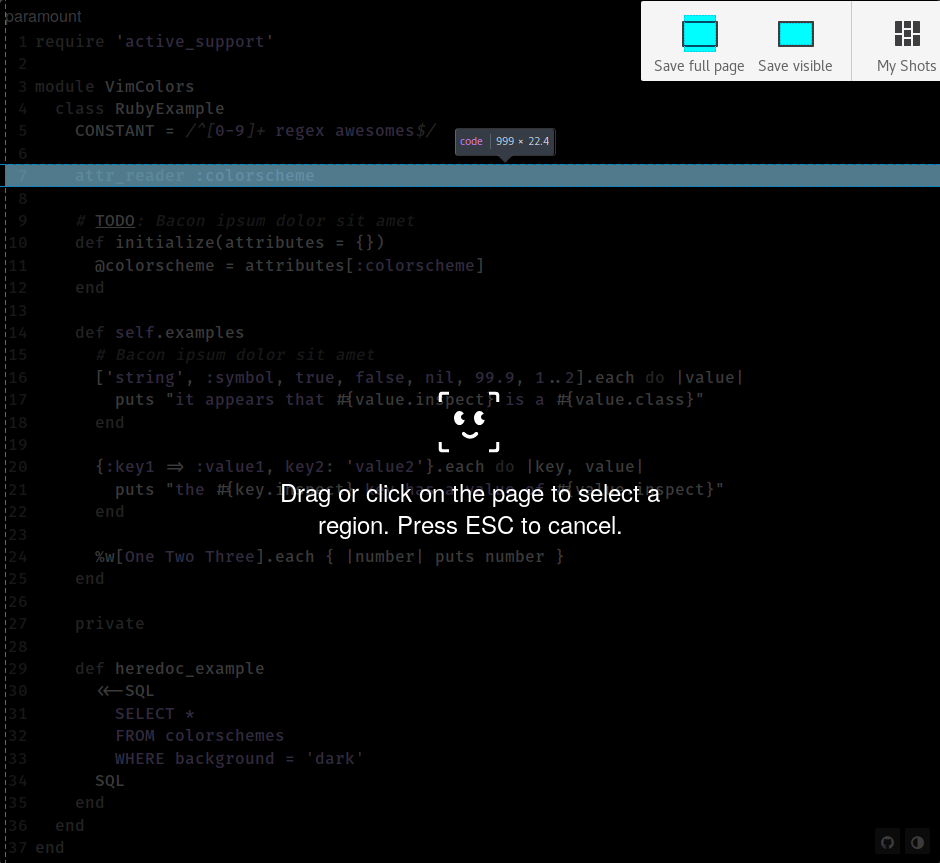 paramount
Save full page
Save visible
My Shots
1 require 'active_support'
2
3 module VimColors
4   class RubyExample
5     CONSTANT = /^[0-9]+ regex awesomes$/
code 999 × 22.4
6
7     attr_reader :colorscheme
8
9     # TODO: Bacon ipsum dolor sit amet
10     def initialize(attributes = {})
11       @colorscheme = attributes[:colorscheme]
12     end
13
14     def self.examples
15       # Bacon ipsum dolor sit amet
16       ['string', :symbol, true, false, nil, 99.9, 1..2].each do |value|
17         puts "it appears that #{value.inspect} is a #{value.class}"
18       end
19
20       {:key1 => :value1, key2: 'value2'}.each do |key, value|
21         puts "the #{key.inspect} key has a value of #{value.inspect}"
Drag or click on the page to select a
region. Press ESC to cancel.
22       end
23
24       %w[One Two Three].each { |number| puts number }
25     end
26
27     private
28
29     def heredoc_example
30       <<-SQL
31         SELECT *
32         FROM colorschemes
33         WHERE background = 'dark'
34       SQL
35     end
36   end
37 end